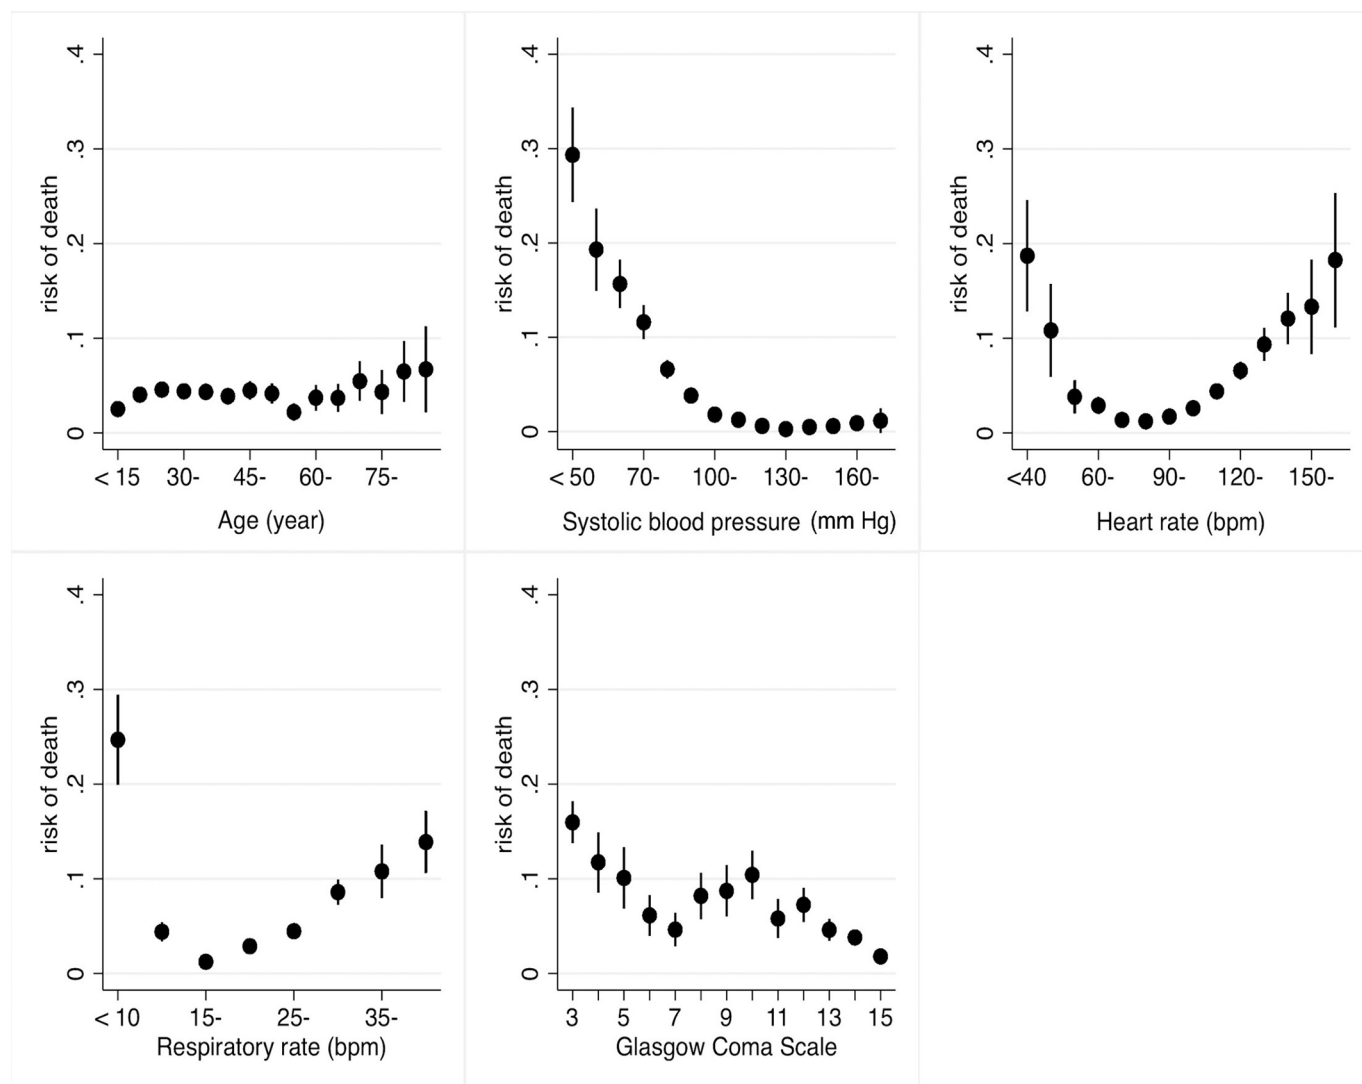 .4
.3
.2
.1
0
risk of death
< 15 30- 45- 60- 75-
Age (year)
.4
.3
.2
.1
0
risk of death
< 50 70- 100- 130- 160-
Systolic blood pressure (mm Hg)
.4
.3
.2
.1
0
risk of death
<40 60- 90- 120- 150-
Heart rate (bpm)
.4
.3
.2
.1
0
risk of death
< 10 15- 25- 35-
Respiratory rate (bpm)
.4
.3
.2
.1
0
risk of death
3 5 7 9 11 13 15
Glasgow Coma Scale